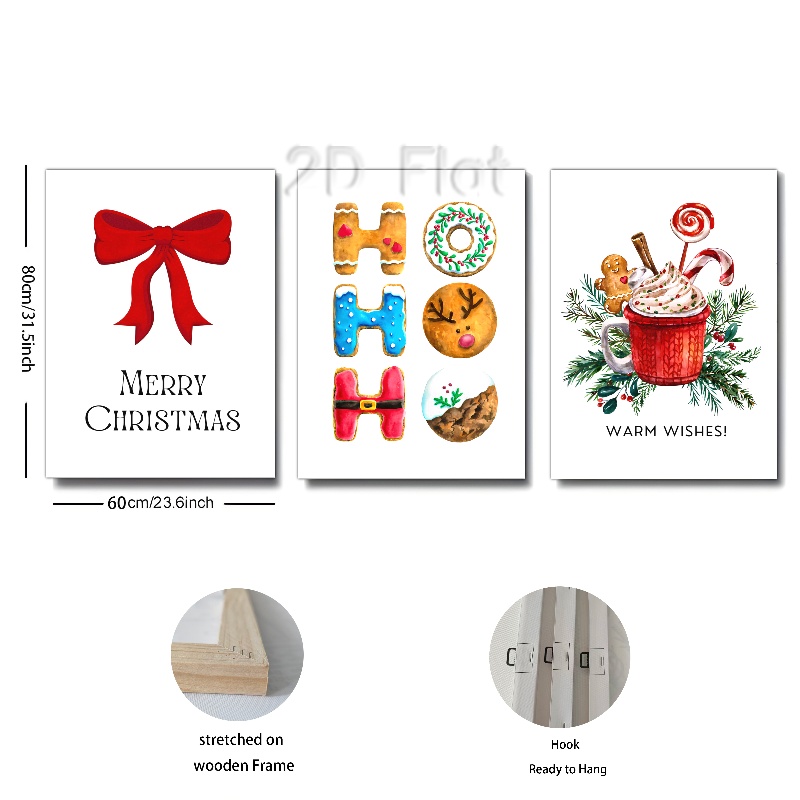 2D Flat
80cm/31.5inch
MERRY
CHRISTMAS
HO
HO
HO
WARM WISHES!
60cm/23.6inch
stretched on
wooden Frame
Hook
Ready to Hang